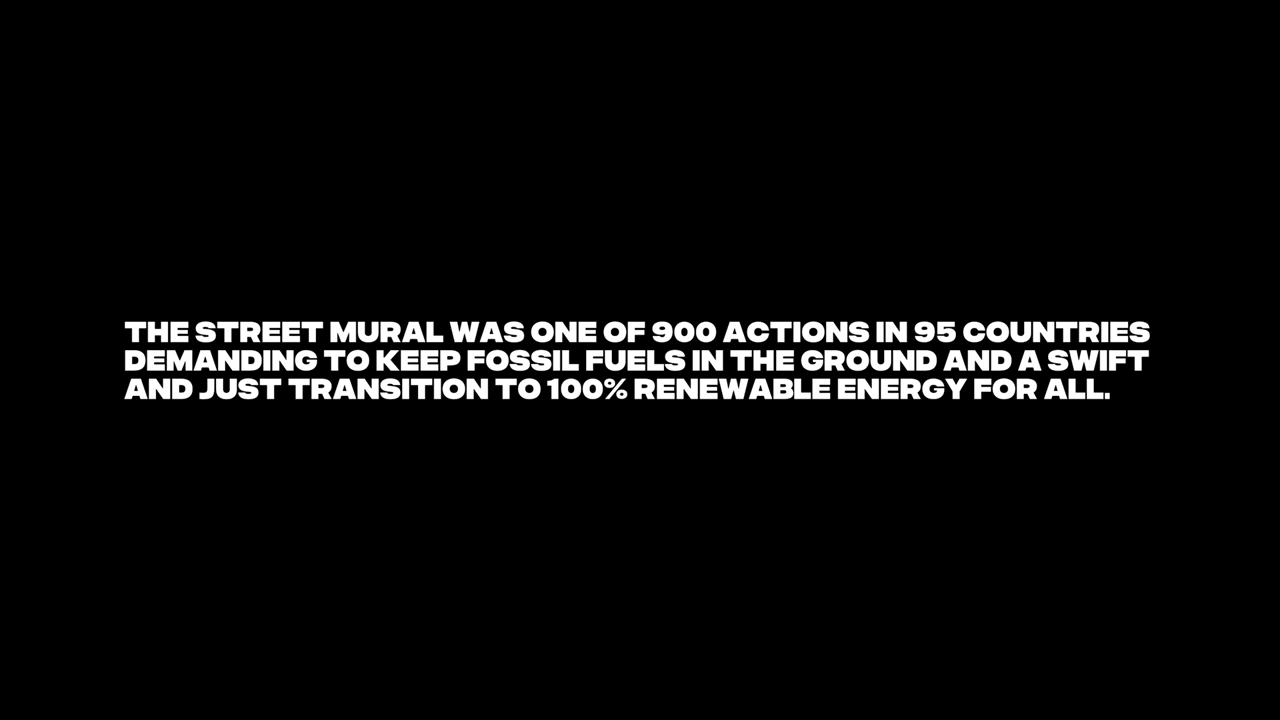 THE STREET MURAL WAS ONE OF 900 ACTIONS IN 95 COUNTRIES
DEMANDING TO KEEP FOSSIL FUELS IN THE GROUND AND A SWIFT
AND JUST TRANSITION TO 100% RENEWABLE ENERGY FOR ALL.